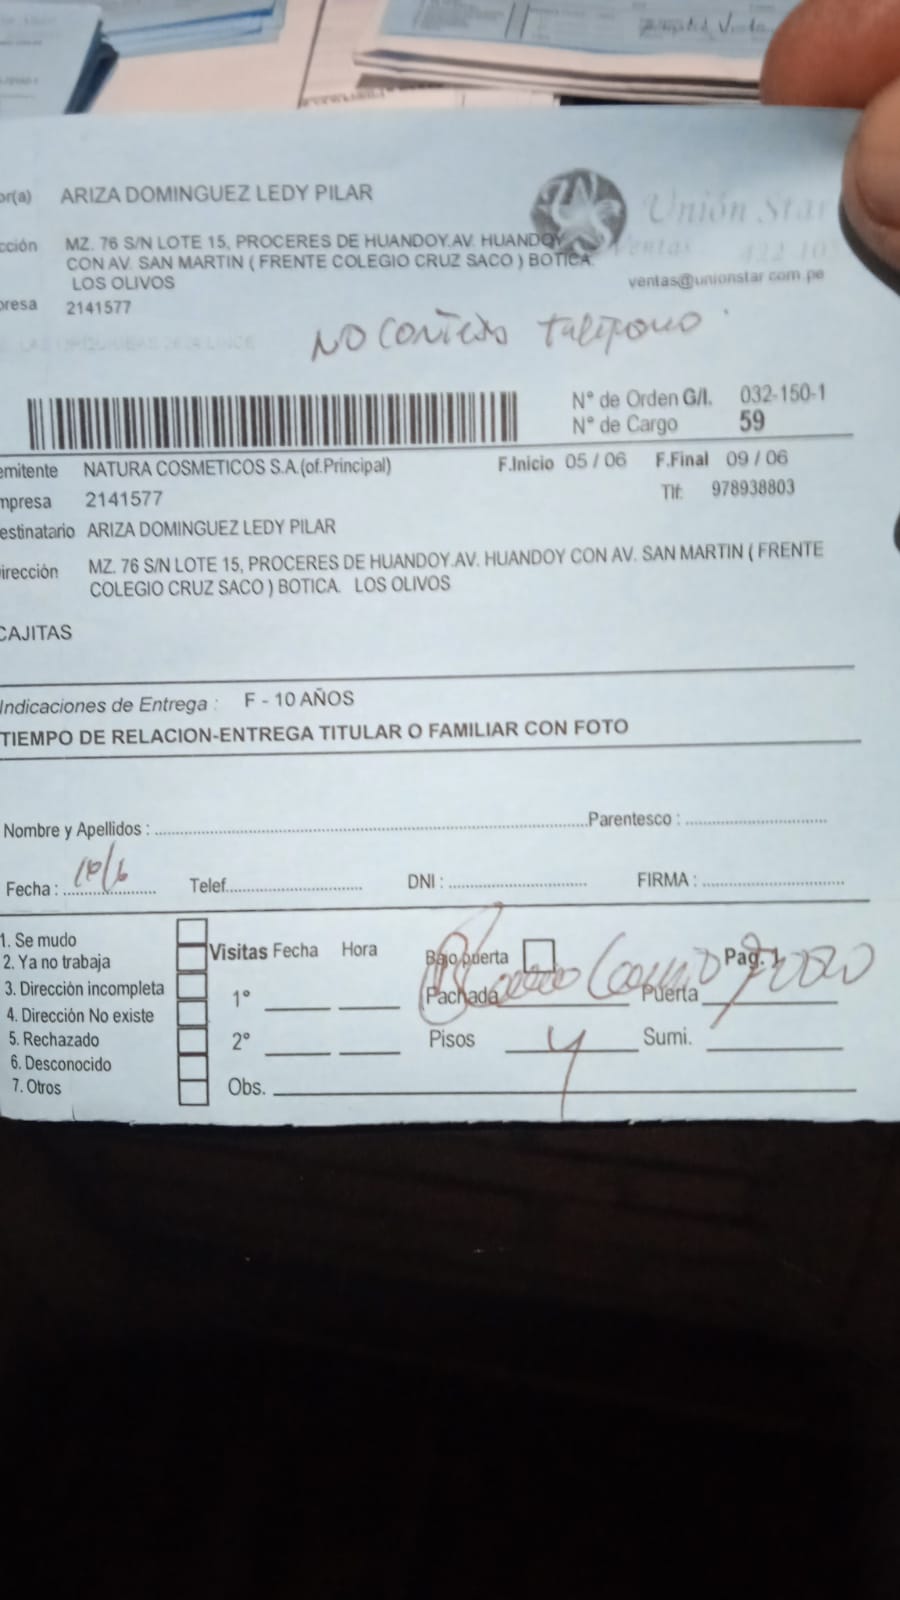 or(a) ARIZA DOMINGUEZ LEDY PILAR
Unión Star
cción MZ. 76 S/N LOTE 15, PROCERES DE HUANDOY.AV. HUANDOY
CON AV. SAN MARTIN ( FRENTE COLEGIO CRUZ SACO ) BOTICA.
LOS OLIVOS
Ventas
ventas@unionstar.com.pe
presa 2141577
NO CONTESTA TELEFONO
N° de Orden G/I. 032-150-1
N° de Cargo 59
emitente NATURA COSMETICOS S.A.(of.Principal) F.Inicio 05 / 06 F.Final 09 / 06
mpresa 2141577 Tlf: 978938803
estinatario ARIZA DOMINGUEZ LEDY PILAR
irección MZ. 76 S/N LOTE 15, PROCERES DE HUANDOY.AV. HUANDOY CON AV. SAN MARTIN ( FRENTE
COLEGIO CRUZ SACO ) BOTICA. LOS OLIVOS
CAJITAS
Indicaciones de Entrega : F - 10 AÑOS
TIEMPO DE RELACION-ENTREGA TITULAR O FAMILIAR CON FOTO
Nombre y Apellidos : Parentesco :
Fecha : 10/6 Telef. DNI : FIRMA :
1. Se mudo
2. Ya no trabaja
3. Dirección incompleta
4. Dirección No existe
5. Rechazado
6. Desconocido
7. Otros
Visitas Fecha Hora Bajo puerta Pag. 1
1° Pachada Puerta
2° Pisos 4 Sumi.
Obs.